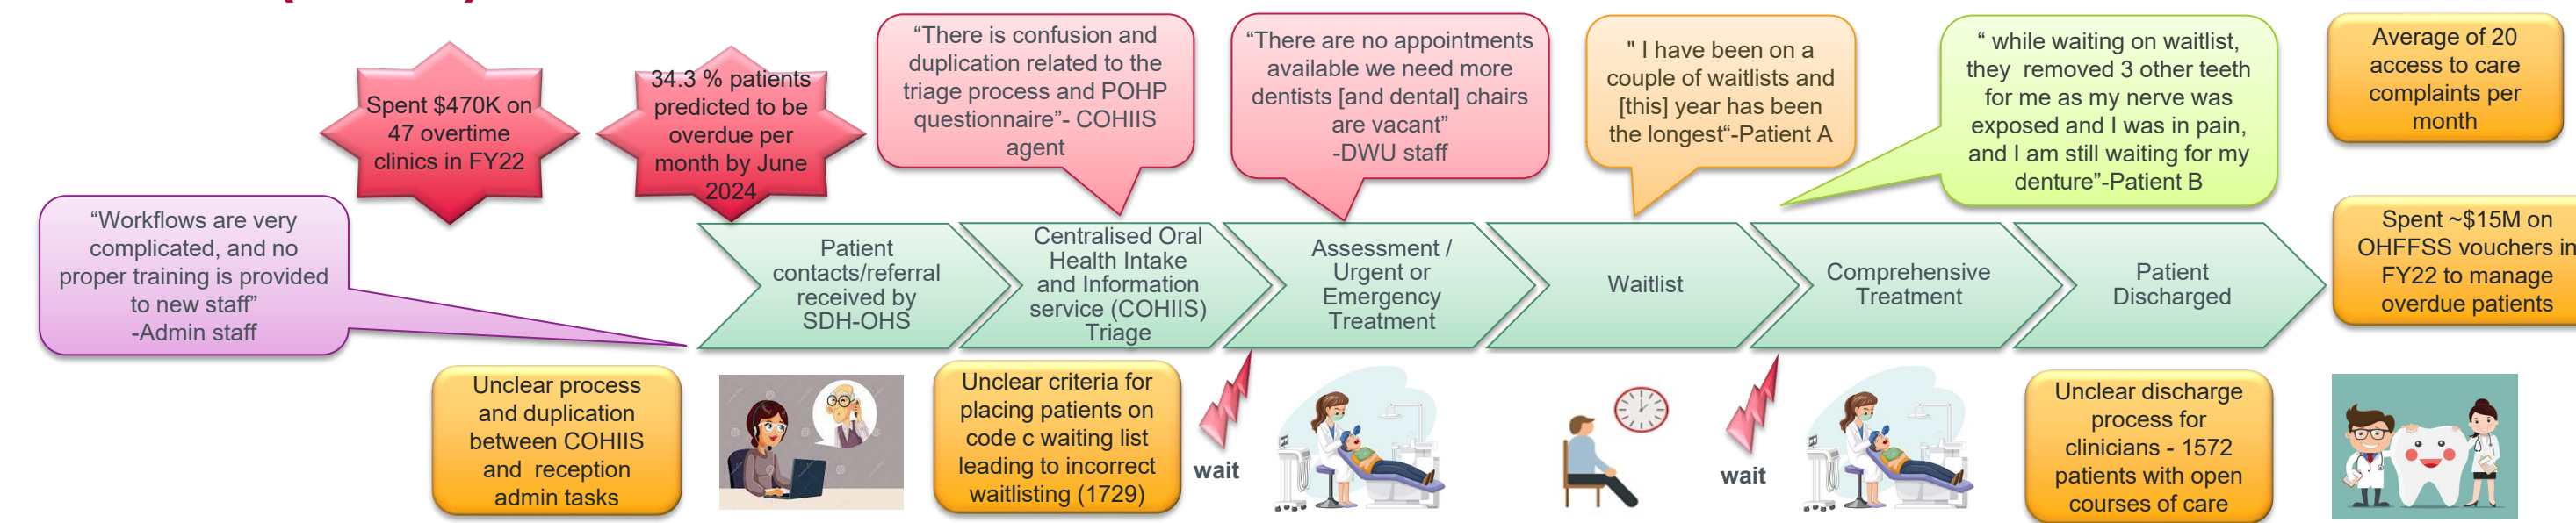 Spent $470K on
47 overtime
clinics in FY22
34.3 % patients
predicted to be
overdue per
month by June
2024
“There is confusion and
duplication related to the
triage process and POHP
questionnaire”- COHIIS
agent
“There are no appointments
available we need more
dentists [and dental] chairs
are vacant”
-DWU staff
" I have been on a
couple of waitlists and
[this] year has been
the longest“-Patient A
“ while waiting on waitlist,
they removed 3 other teeth
for me as my nerve was
exposed and I was in pain,
and I am still waiting for my
denture”-Patient B
Average of 20
access to care
complaints per
month
“Workflows are very
complicated, and no
proper training is provided
to new staff”
-Admin staff
Patient
contacts/referral
received by
SDH-OHS
Centralised Oral
Health Intake
and Information
service (COHIIS)
Triage
Assessment /
Urgent or
Emergency
Treatment
Waitlist
Comprehensive
Treatment
Patient
Discharged
Spent ~$15M on
OHFFSS vouchers in
FY22 to manage
overdue patients
Unclear process
and duplication
between COHIIS
and reception
admin tasks
Unclear criteria for
placing patients on
code c waiting list
leading to incorrect
waitlisting (1729)
wait
wait
Unclear discharge
process for
clinicians - 1572
patients with open
courses of care